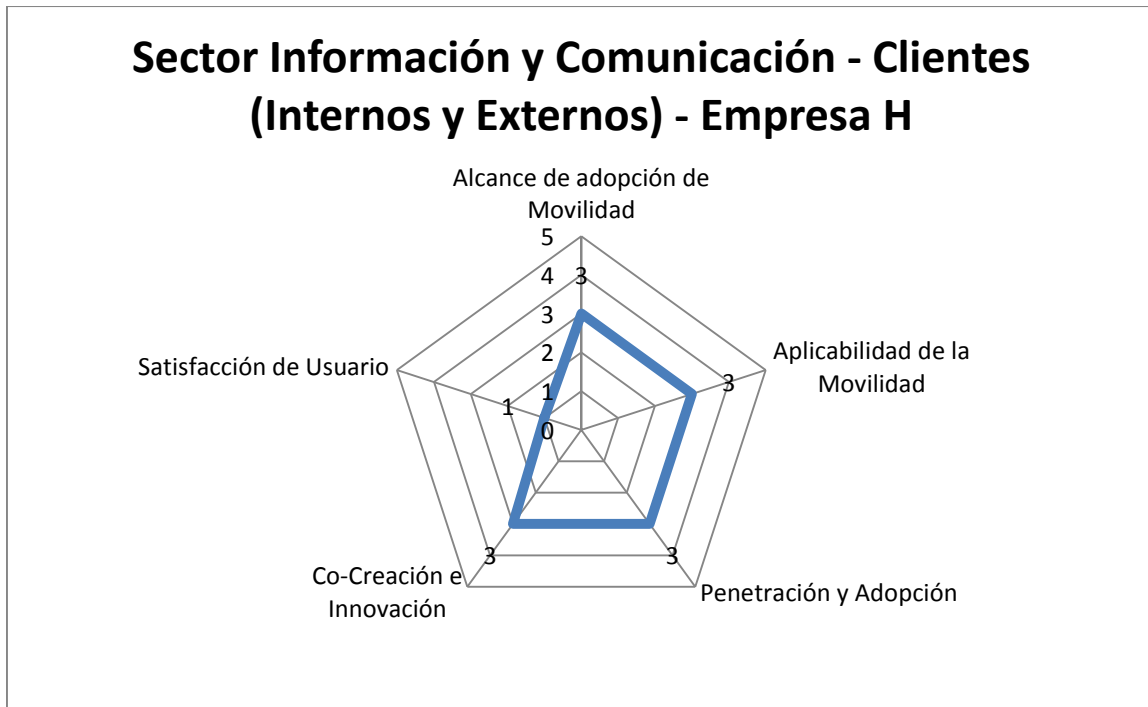 Sector Información y Comunicación - Clientes
(Internos y Externos) - Empresa H
Alcance de adopción de
Movilidad
5
4
3
3
2
1
0
3
Aplicabilidad de la
Movilidad
Satisfacción de Usuario
1
3
Co-Creación e
Innovación
3
Penetración y Adopción